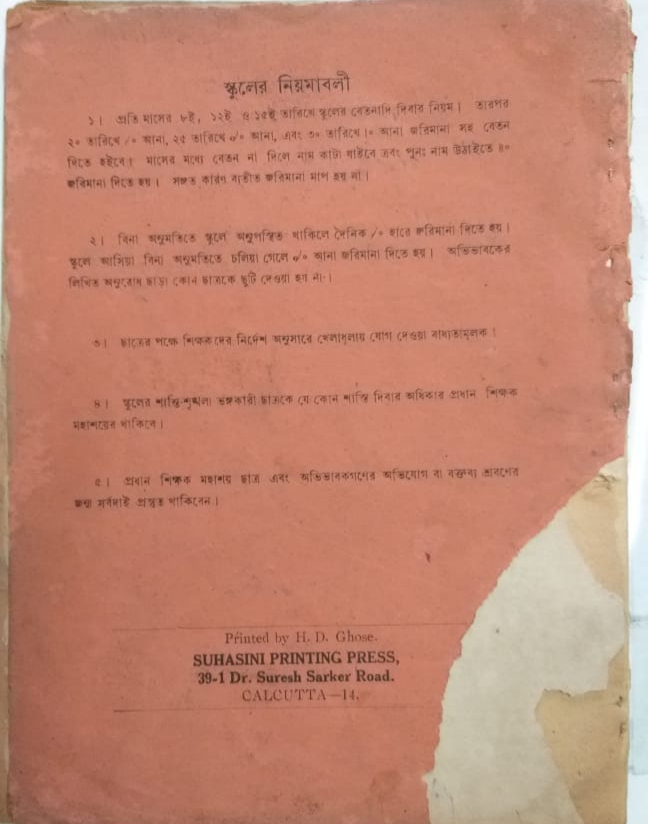 স্কুলের নিয়মাবলী
১। প্রতি মাসের ৮ই, ১২ই ও ১৫ই তারিখে স্কুলের বেতনাদি দিবার নিয়ম। তারপর
২০ তারিখে ৴০ আনা, ২৫ তারিখে ৵০ আনা, এবং ৩০ তারিখে।০ আনা জরিমানা সহ বেতন
দিতে হইবে। মাসের মধ্যে বেতন না দিলে নাম কাটা যাইবে এবং পুনঃ নাম উঠাইতে ॥০
জরিমানা দিতে হয়। সঙ্গত কারণ ব্যতীত জরিমানা মাপ হয় না।
২। বিনা অনুমতিতে স্কুলে অনুপস্থিত থাকিলে দৈনিক ৴০ হারে জরিমানা দিতে হয়।
স্কুলে আসিয়া বিনা অনুমতিতে চলিয়া গেলে ৵০ আনা জরিমানা দিতে হয়। অভিভাবকের
লিখিত অনুরোধ ছাড়া কোন ছাত্রকে ছুটি দেওয়া হয় না।
৩। ছাত্রের পক্ষে শিক্ষকদের নির্দেশ অনুসারে খেলাধূলায় যোগ দেওয়া বাধ্যতামূলক।
৪। স্কুলের শান্তি-শৃঙ্খলা ভঙ্গকারী ছাত্রকে যে কোন শাস্তি দিবার অধিকার প্রধান শিক্ষক
মহাশয়ের থাকিবে।
৫। প্রধান শিক্ষক মহাশয় ছাত্র এবং অভিভাবকগণের অভিযোগ বা বক্তব্য শ্রবণের
জন্য সর্বদাই প্রস্তুত থাকিবেন।
Printed by H. D. Ghose.
SUHASINI PRINTING PRESS,
39-1 Dr. Suresh Sarker Road.
CALCUTTA—14.